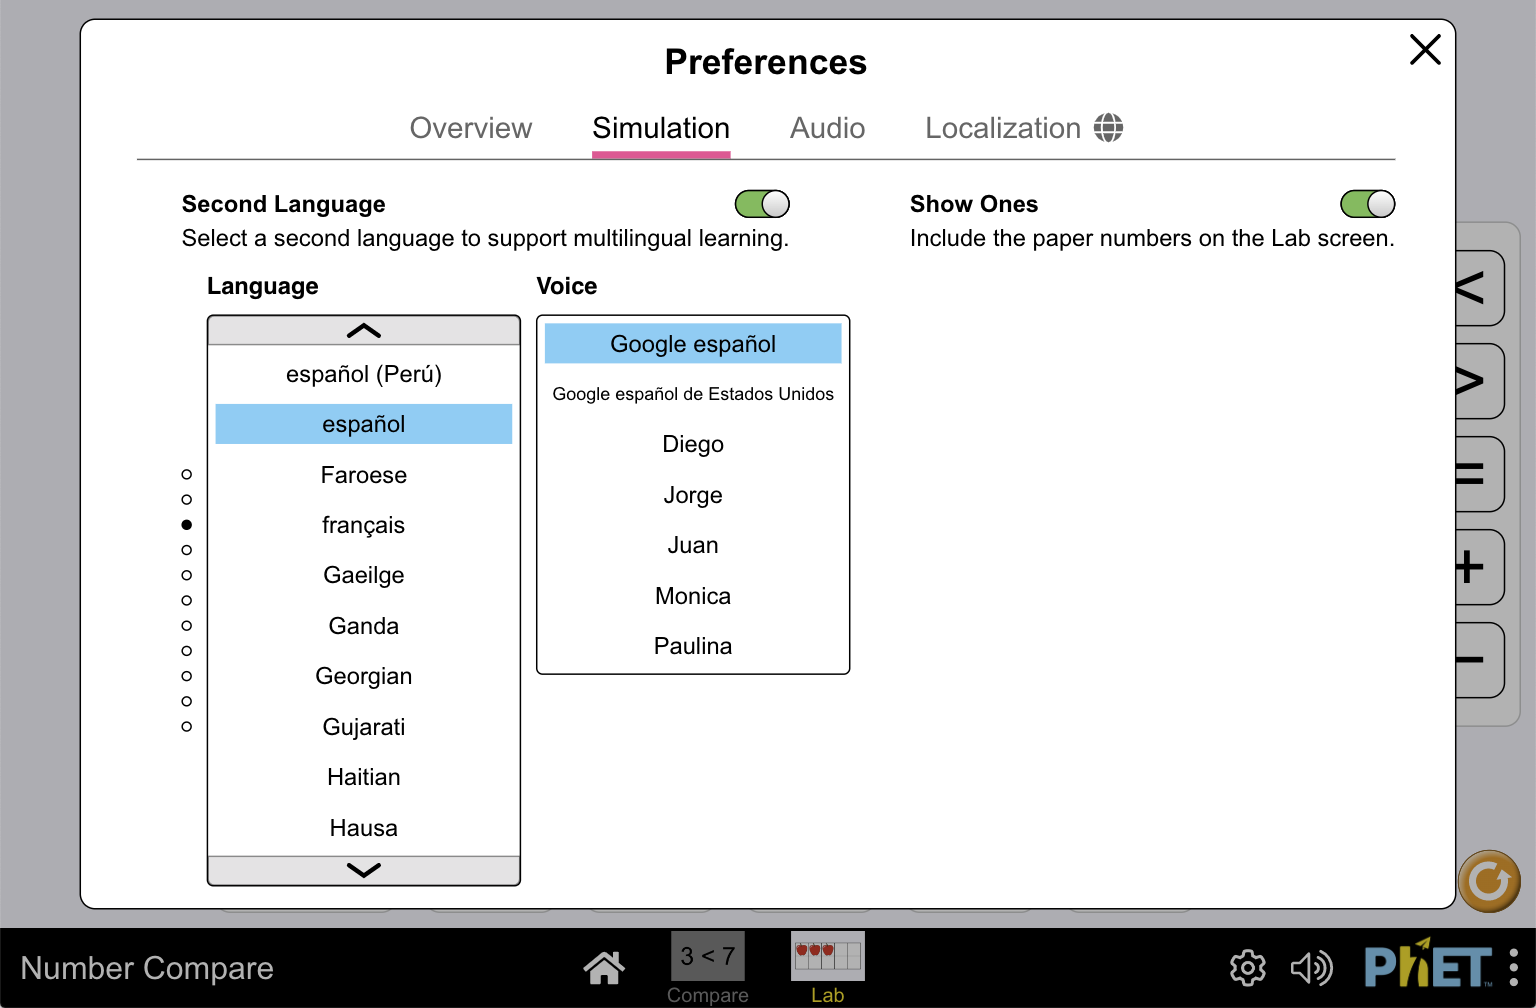 Preferences
Overview Simulation Audio Localization
Second Language
Select a second language to support multilingual learning.
Language
español (Perú)
español
Faroese
français
Gaeilge
Ganda
Georgian
Gujarati
Haitian
Hausa
Voice
Google español
Google español de Estados Unidos
Diego
Jorge
Juan
Monica
Paulina
Show Ones
Include the paper numbers on the Lab screen.
<
>
=
+
−
Number Compare
3 < 7
Compare
Lab
PhET™